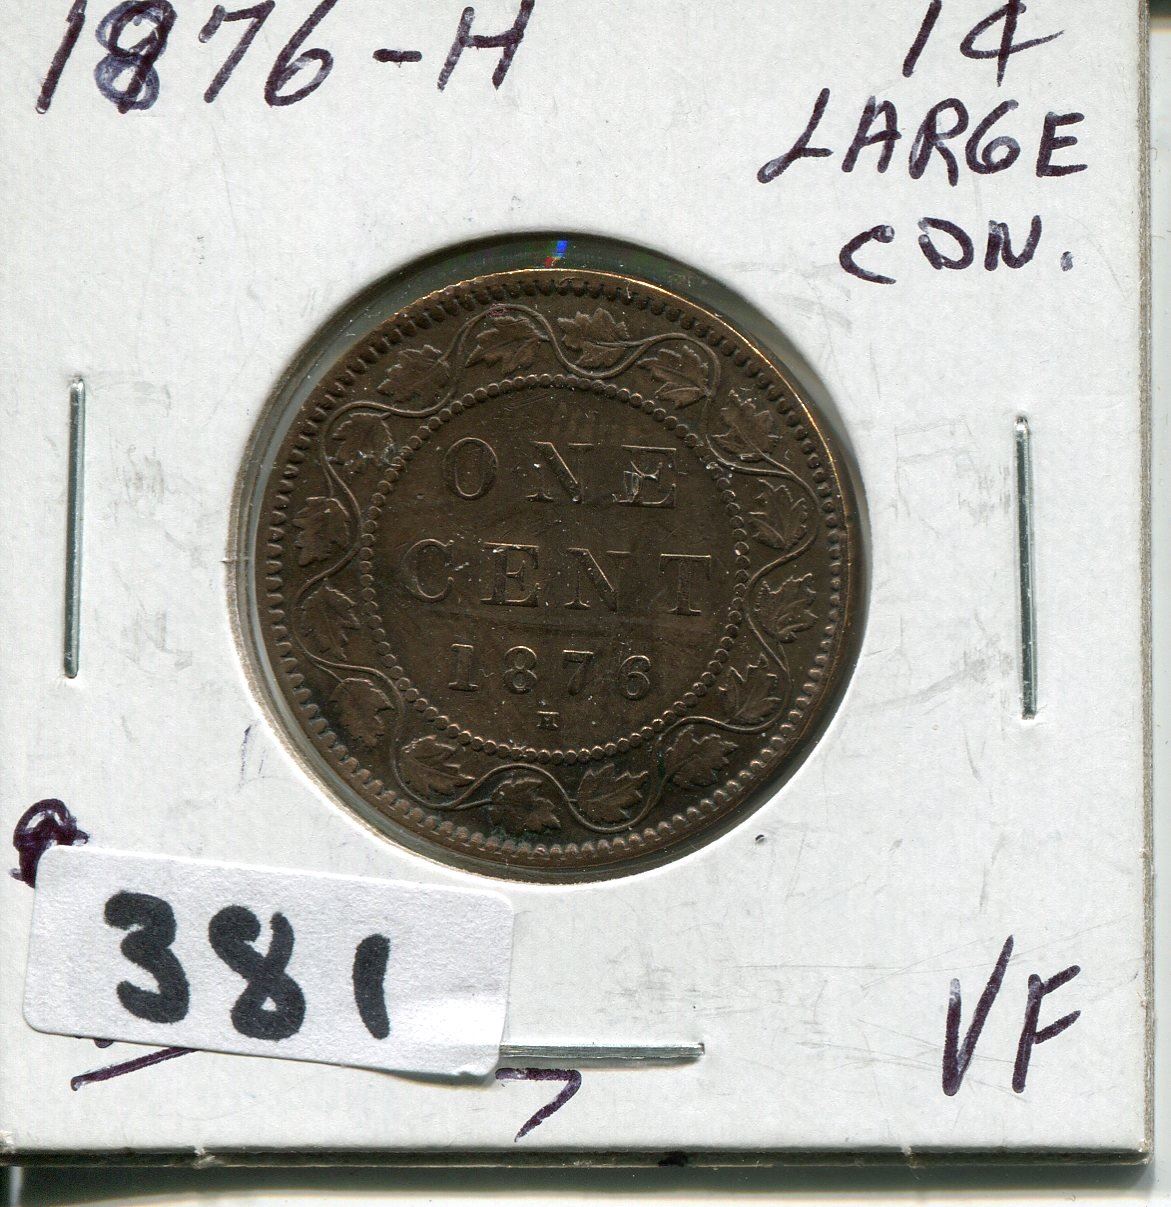 1876-H
1¢
LARGE
CDN.
ONE
CENT
1876
H
381
VF